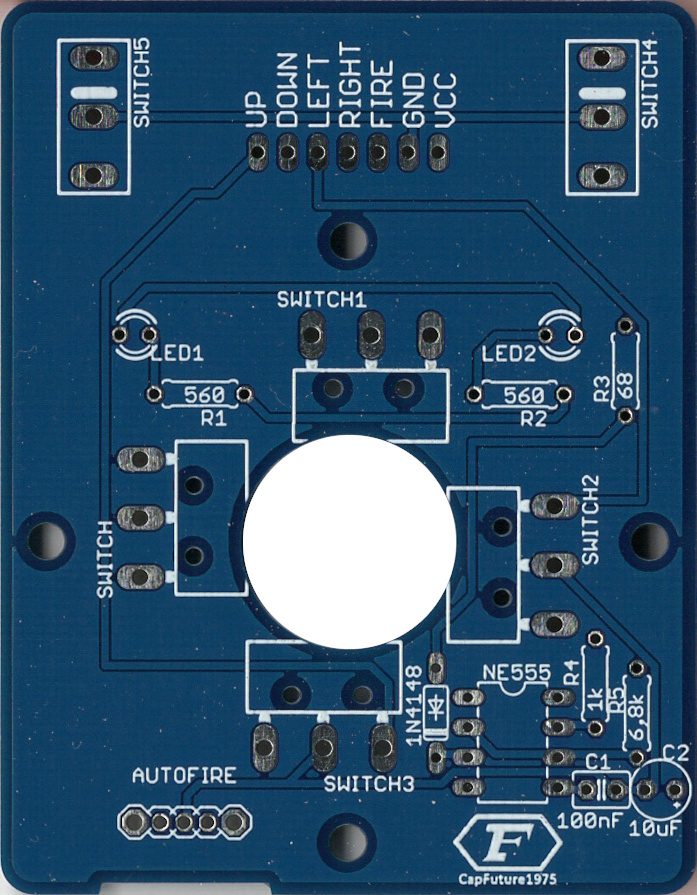 SWITCH5
UP
DOWN
LEFT
RIGHT
FIRE
GND
VCC
SWITCH4
SWITCH1
LED1
LED2
560
R1
560
R2
R3
68
SWITCH
SWITCH2
1N4148
NE555
R4
1k
R5
6,8k
AUTOFIRE
SWITCH3
C1
100nF
C2
+
10uF
F
CapFuture1975